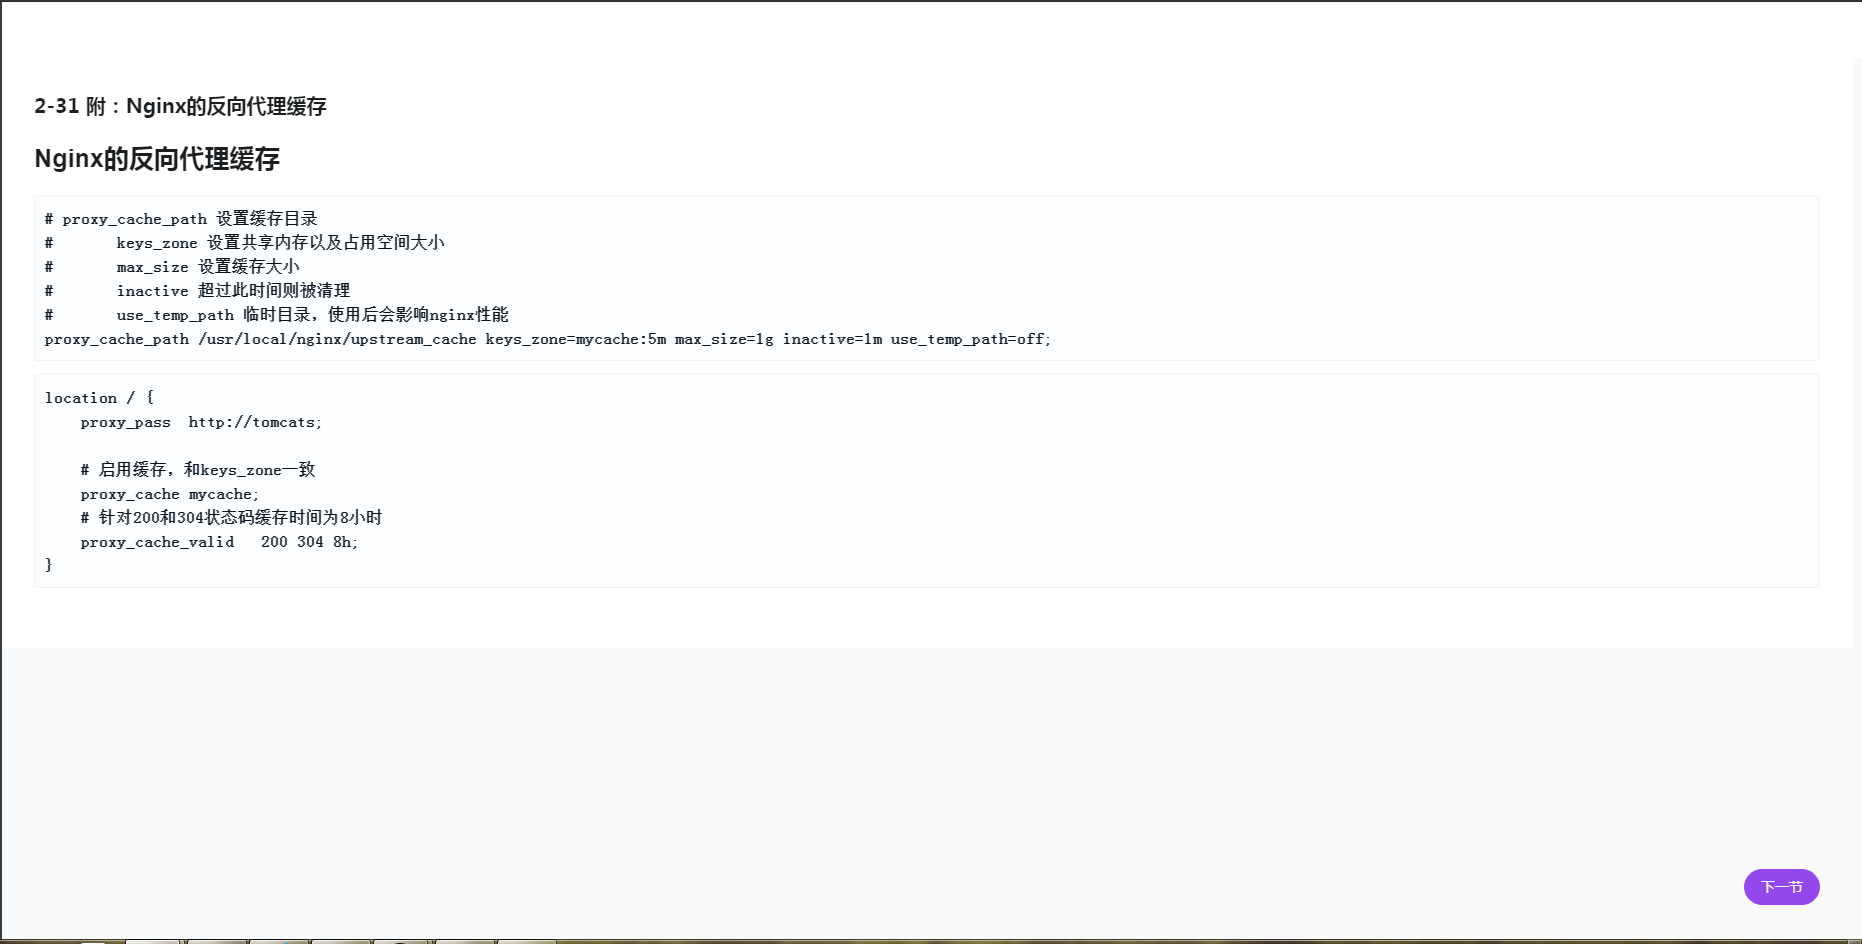 2-31 附：Nginx的反向代理缓存
Nginx的反向代理缓存
# proxy_cache_path 设置缓存目录
#       keys_zone 设置共享内存以及占用空间大小
#       max_size 设置缓存大小
#       inactive 超过此时间则被清理
#       use_temp_path 临时目录，使用后会影响nginx性能
proxy_cache_path /usr/local/nginx/upstream_cache keys_zone=mycache:5m max_size=1g inactive=1m use_temp_path=off;
location / {
    proxy_pass  http://tomcats;
    # 启用缓存，和keys_zone一致
    proxy_cache mycache;
    # 针对200和304状态码缓存时间为8小时
    proxy_cache_valid   200 304 8h;
}
下一节